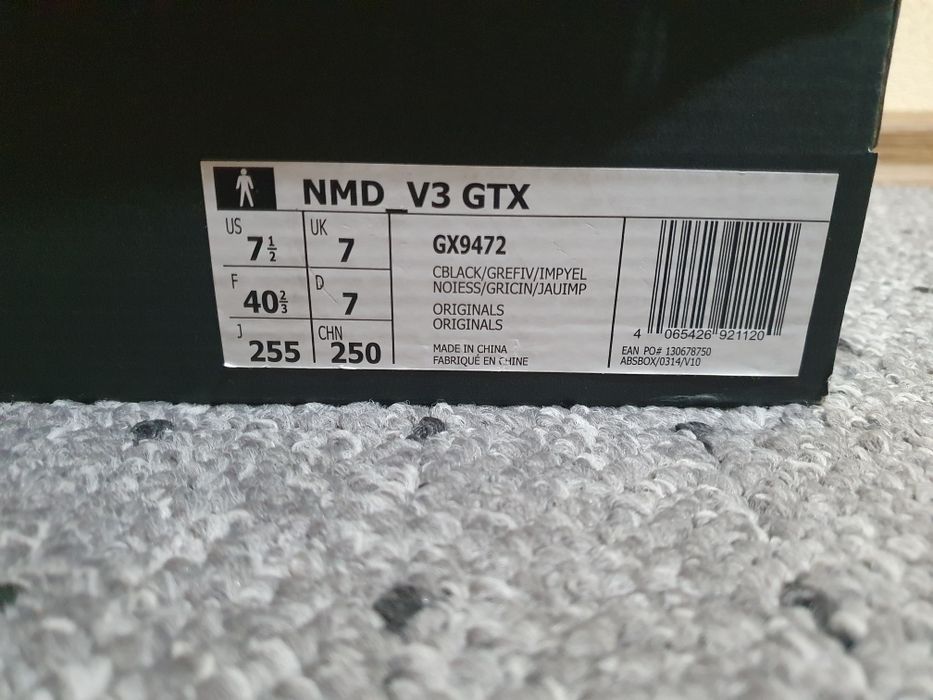 NMD_V3 GTX
US 7½
UK 7
F 40⅔
D 7
J 255
CHN 250
GX9472
CBLACK/GREFIV/IMPYEL
NOIESS/GRICIN/JAUIMP
ORIGINALS
ORIGINALS
MADE IN CHINA
FABRIQUÉ EN CHINE
4 065426 921120
EAN PO# 130678750
ABSBOX/0314/V10